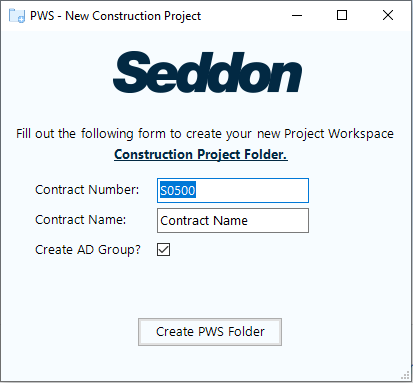 PWS - New Construction Project
Seddon
Fill out the following form to create your new Project Workspace
Construction Project Folder.
Contract Number: S0500
Contract Name: Contract Name
Create AD Group?
Create PWS Folder